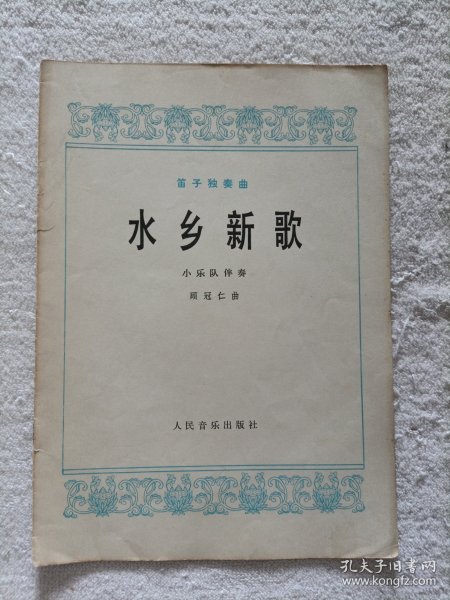 笛子独奏曲
水乡新歌
小乐队伴奏
顾冠仁曲
人民音乐出版社
孔夫子旧书网
www.kongfz.com